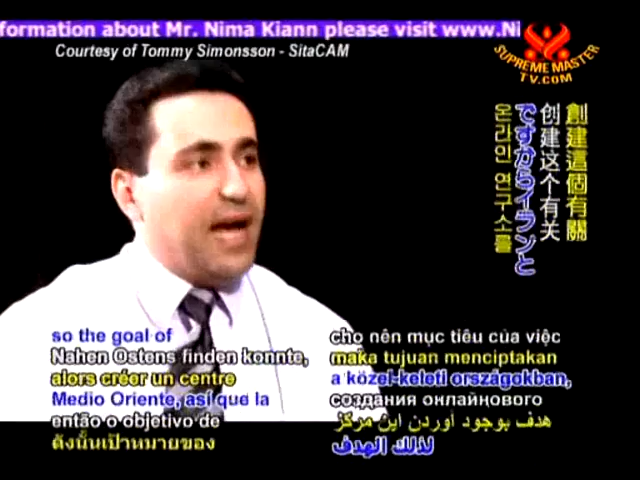 formation about Mr. Nima Kiann please visit www.Ni
Courtesy of Tommy Simonsson - SitaCAM
SUPREME MASTER
TV.COM
創建這個有關
创建这个有关
ですからイランと
온라인 연구소를
so the goal of
Nahen Ostens finden konnte,
alors créer un centre
Medio Oriente, así que la
então o objetivo de
ดังนั้นเป้าหมายของ
cho nên mục tiêu của việc
maka tujuan menciptakan
a közel-keleti országokban,
создания онлайнового
هدف بوجود آوردن این مرکز
لذلك الهدف